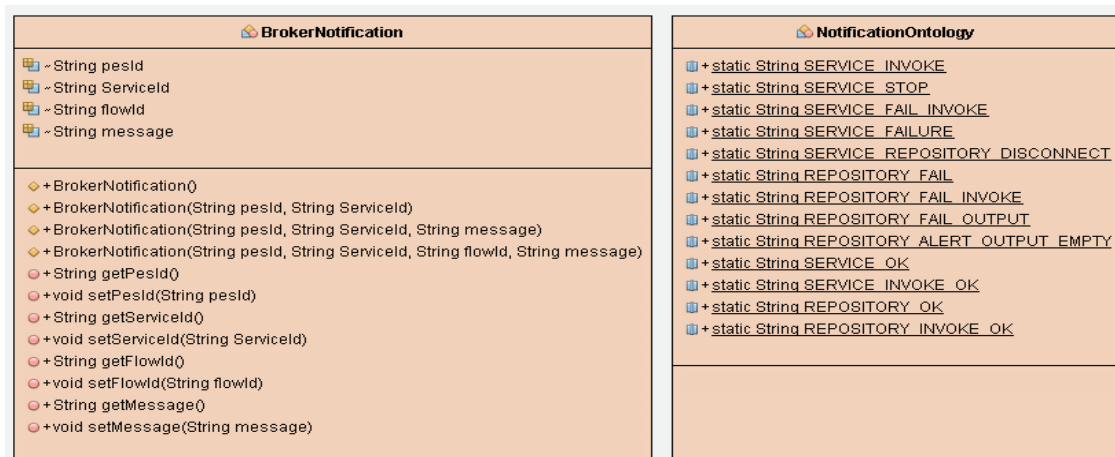 BrokerNotification
~String pesId
~String ServiceId
~String flowId
~String message
+BrokerNotification()
+BrokerNotification(String pesId, String ServiceId)
+BrokerNotification(String pesId, String ServiceId, String message)
+BrokerNotification(String pesId, String ServiceId, String flowId, String message)
+String getPesId()
+void setPesId(String pesId)
+String getServiceId()
+void setServiceId(String ServiceId)
+String getFlowId()
+void setFlowId(String flowId)
+String getMessage()
+void setMessage(String message)
NotificationOntology
+static String SERVICE_INVOKE
+static String SERVICE_STOP
+static String SERVICE_FAIL_INVOKE
+static String SERVICE_FAILURE
+static String SERVICE_REPOSITORY_DISCONNECT
+static String REPOSITORY_FAIL
+static String REPOSITORY_FAIL_INVOKE
+static String REPOSITORY_FAIL_OUTPUT
+static String REPOSITORY_ALERT_OUTPUT_EMPTY
+static String SERVICE_OK
+static String SERVICE_INVOKE_OK
+static String REPOSITORY_OK
+static String REPOSITORY_INVOKE_OK